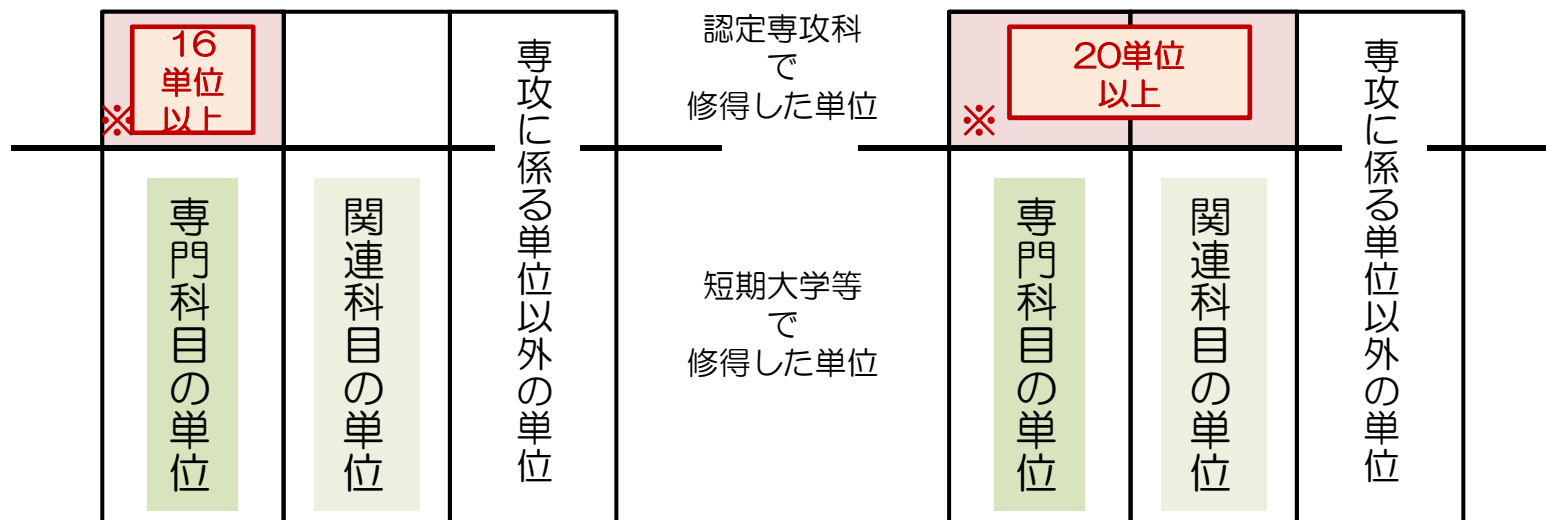 16
単位
以上
※
専門科目の単位
関連科目の単位
専攻に係る単位以外の単位
認定専攻科
で
修得した単位
短期大学等
で
修得した単位
20単位
以上
※
専門科目の単位
関連科目の単位
専攻に係る単位以外の単位